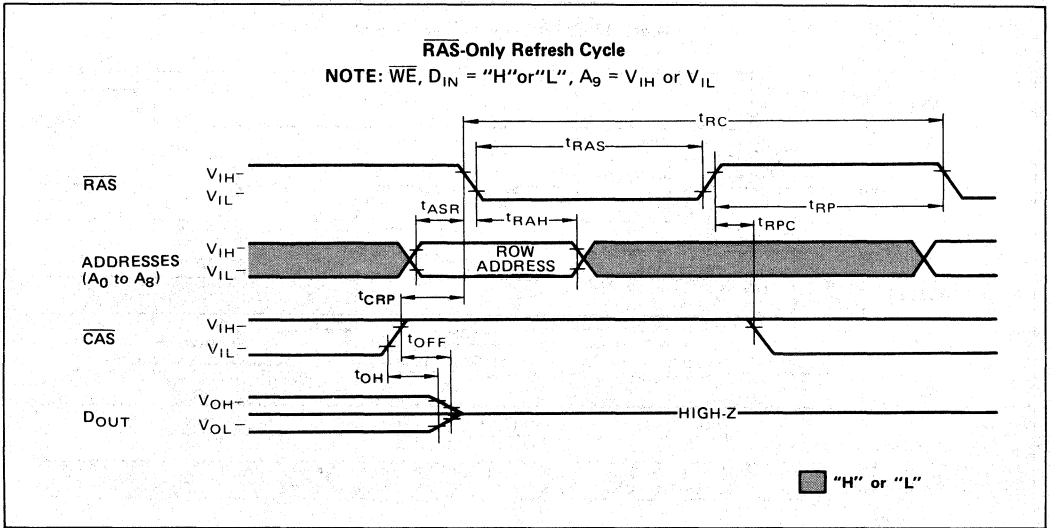 RAS-Only Refresh Cycle
NOTE: WE, DIN = "H"or"L", A9 = VIH or VIL
tRC
tRAS
RAS
VIH
VIL
tRP
tASR
tRAH
tRPC
ADDRESSES
(A0 to A8)
VIH
VIL
ROW
ADDRESS
tCRP
CAS
VIH
VIL
tOFF
tOH
DOUT
VOH
VOL
HIGH-Z
"H" or "L"